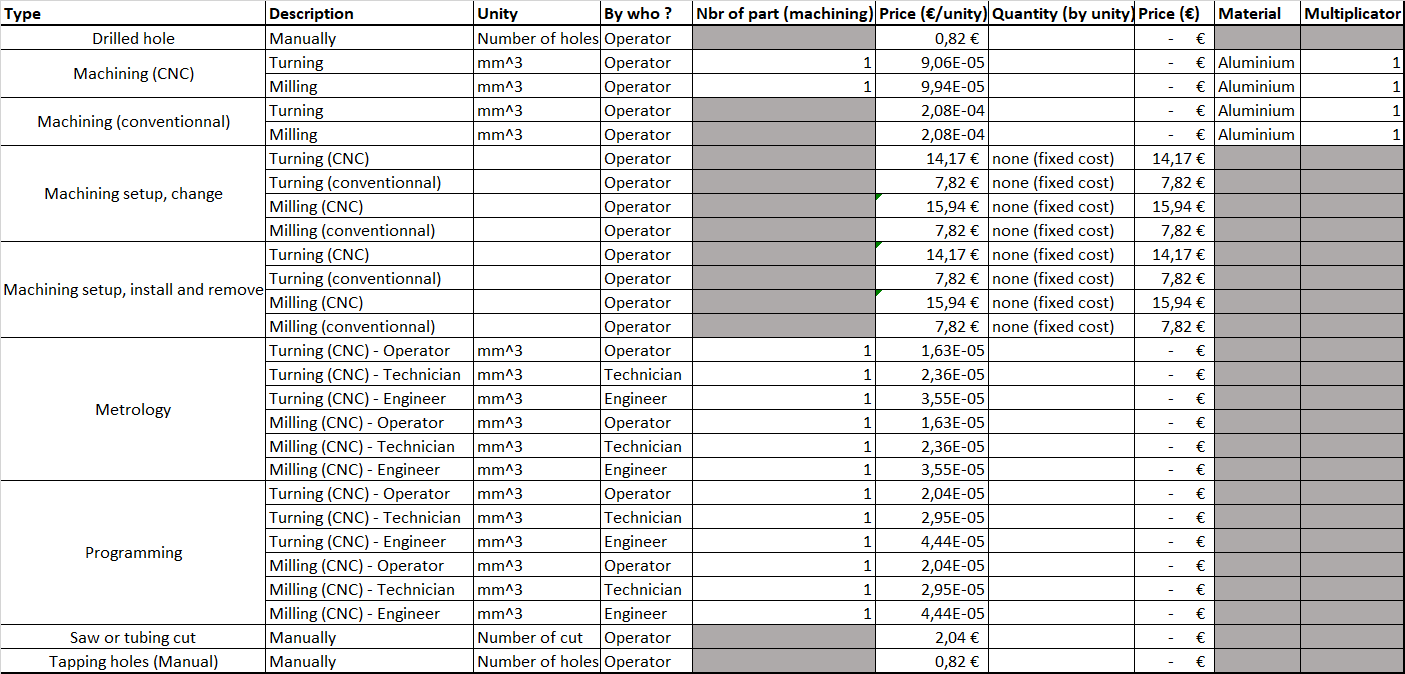 Type Description Unity By who ? Nbr of part (machining) Price (€/unity) Quantity (by unity) Price (€) Material Multiplicator
Drilled hole Manually Number of holes Operator 0,82 € - €
Machining (CNC) Turning mm^3 Operator 1 9,06E-05 - € Aluminium 1
Milling mm^3 Operator 1 9,94E-05 - € Aluminium 1
Machining (conventionnal) Turning mm^3 Operator 2,08E-04 - € Aluminium 1
Milling mm^3 Operator 2,08E-04 - € Aluminium 1
Machining setup, change Turning (CNC) Operator 14,17 € none (fixed cost) 14,17 €
Turning (conventionnal) Operator 7,82 € none (fixed cost) 7,82 €
Milling (CNC) Operator 15,94 € none (fixed cost) 15,94 €
Milling (conventionnal) Operator 7,82 € none (fixed cost) 7,82 €
Machining setup, install and remove Turning (CNC) Operator 14,17 € none (fixed cost) 14,17 €
Turning (conventionnal) Operator 7,82 € none (fixed cost) 7,82 €
Milling (CNC) Operator 15,94 € none (fixed cost) 15,94 €
Milling (conventionnal) Operator 7,82 € none (fixed cost) 7,82 €
Metrology Turning (CNC) - Operator mm^3 Operator 1 1,63E-05 - €
Turning (CNC) - Technician mm^3 Technician 1 2,36E-05 - €
Turning (CNC) - Engineer mm^3 Engineer 1 3,55E-05 - €
Milling (CNC) - Operator mm^3 Operator 1 1,63E-05 - €
Milling (CNC) - Technician mm^3 Technician 1 2,36E-05 - €
Milling (CNC) - Engineer mm^3 Engineer 1 3,55E-05 - €
Programming Turning (CNC) - Operator mm^3 Operator 1 2,04E-05 - €
Turning (CNC) - Technician mm^3 Technician 1 2,95E-05 - €
Turning (CNC) - Engineer mm^3 Engineer 1 4,44E-05 - €
Milling (CNC) - Operator mm^3 Operator 1 2,04E-05 - €
Milling (CNC) - Technician mm^3 Technician 1 2,95E-05 - €
Milling (CNC) - Engineer mm^3 Engineer 1 4,44E-05 - €
Saw or tubing cut Manually Number of cut Operator 2,04 € - €
Tapping holes (Manual) Manually Number of holes Operator 0,82 € - €